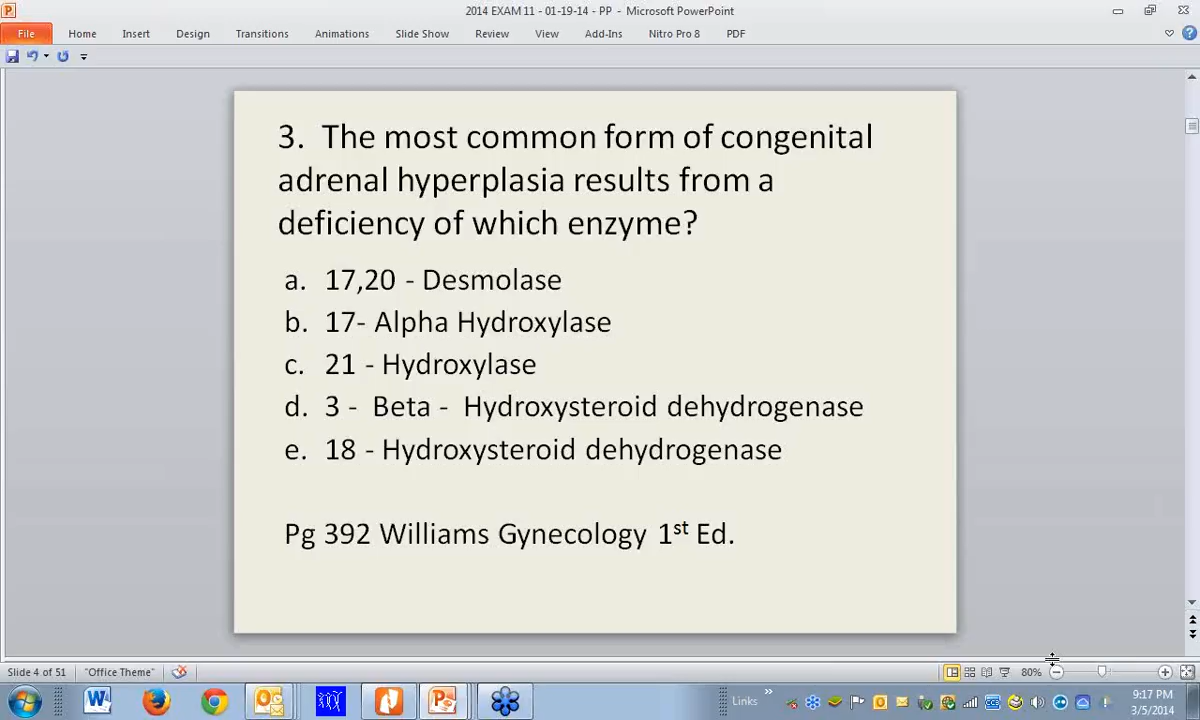 2014 EXAM 11 - 01-19-14 - PP - Microsoft PowerPoint
File Home Insert Design Transitions Animations Slide Show Review View Add-Ins Nitro Pro 8 PDF
3. The most common form of congenital
adrenal hyperplasia results from a
deficiency of which enzyme?
a. 17,20 - Desmolase
b. 17- Alpha Hydroxylase
c. 21 - Hydroxylase
d. 3 - Beta - Hydroxysteroid dehydrogenase
e. 18 - Hydroxysteroid dehydrogenase
Pg 392 Williams Gynecology 1st Ed.
Slide 4 of 51 "Office Theme" 80%
Links » 9:17 PM
3/5/2014